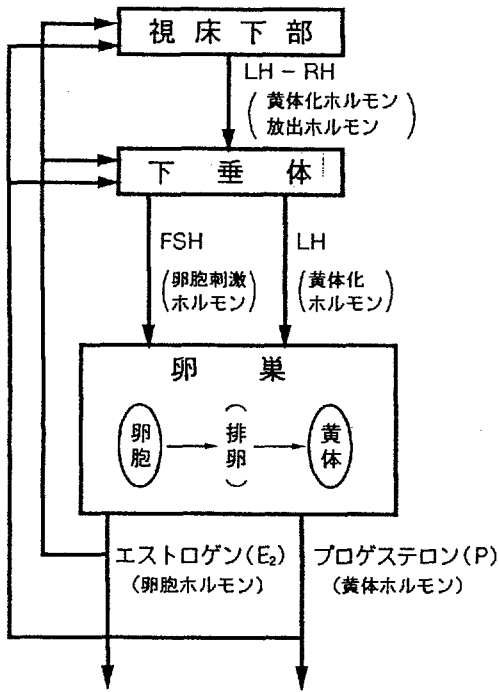 視床下部
LH－RH
(黄体化ホルモン
放出ホルモン)
下垂体
FSH
(卵胞刺激
ホルモン)
LH
(黄体化
ホルモン)
卵巣
卵胞
(排卵)
黄体
エストロゲン(E₂)
(卵胞ホルモン)
プロゲステロン(P)
(黄体ホルモン)